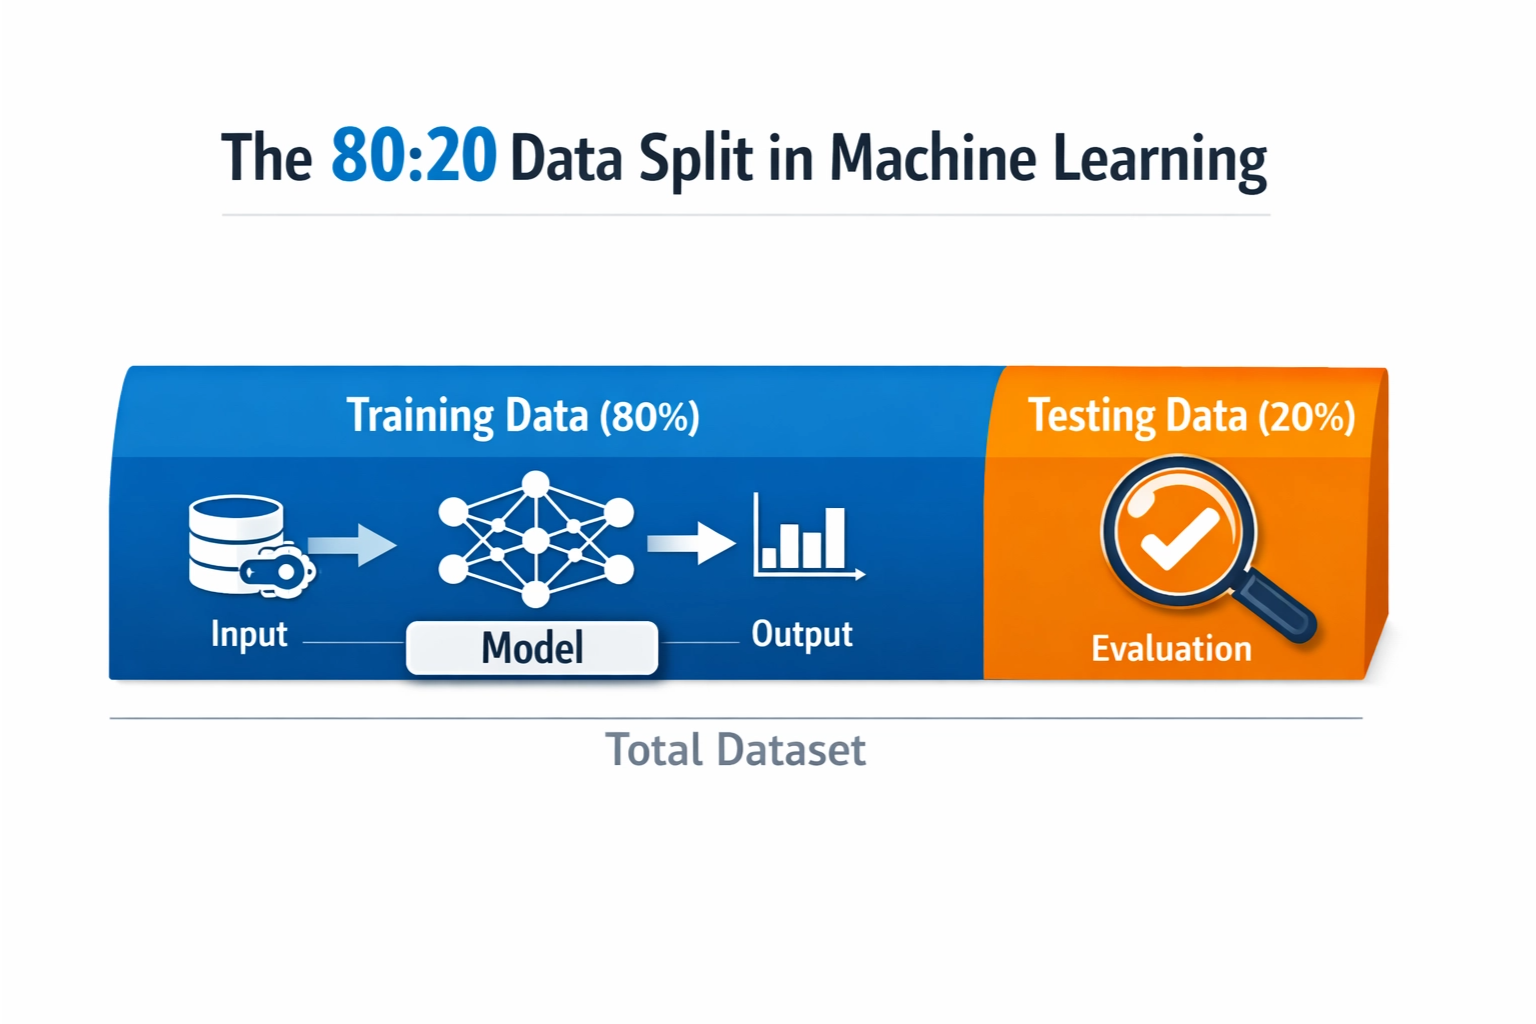 The 80:20 Data Split in Machine Learning
Training Data (80%)
Testing Data (20%)
Input
Model
Output
Evaluation
Total Dataset